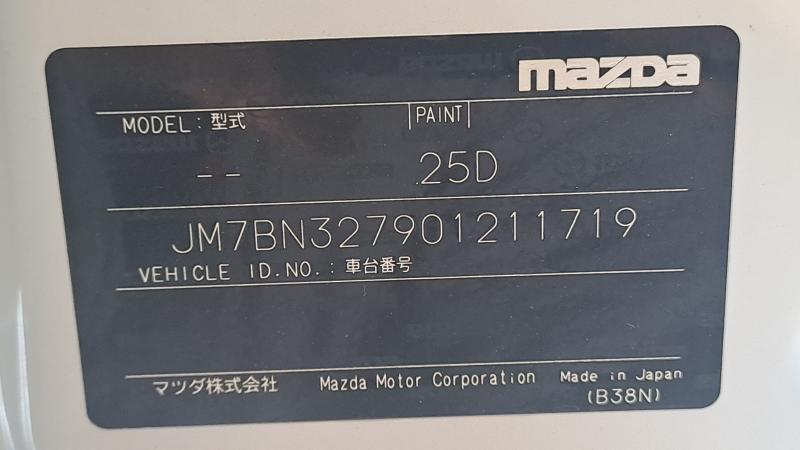 mazda
MODEL : 型式 PAINT
-- 25D
JM7BN327901211719
VEHICLE ID.NO. : 車台番号
マツダ株式会社 Mazda Motor Corporation Made in Japan
(B38N)